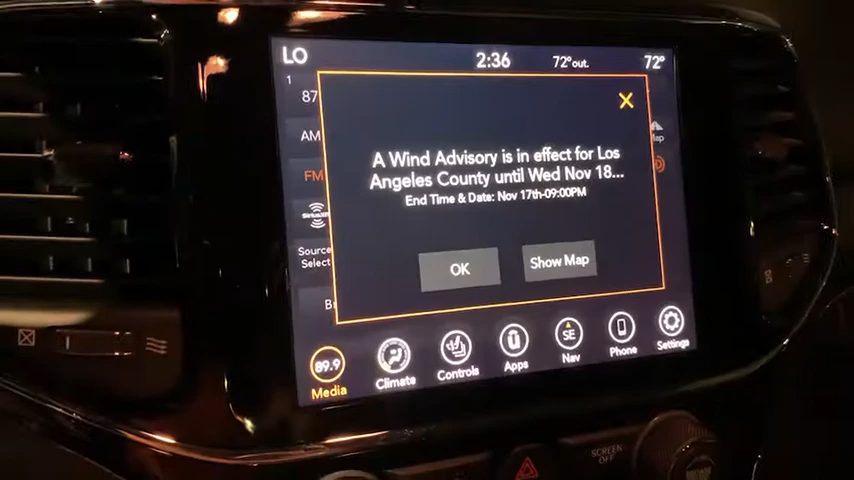 LO
2:36
72°out.
72°
1
87
AM
FM
SiriusXM
Source
Select
B
A Wind Advisory is in effect for Los
Angeles County until Wed Nov 18...
End Time & Date: Nov 17th-09:00PM
OK
Show Map
89.9
SE
Media
Climate
Controls
Apps
Nav
Phone
Settings
SCREEN
OFF